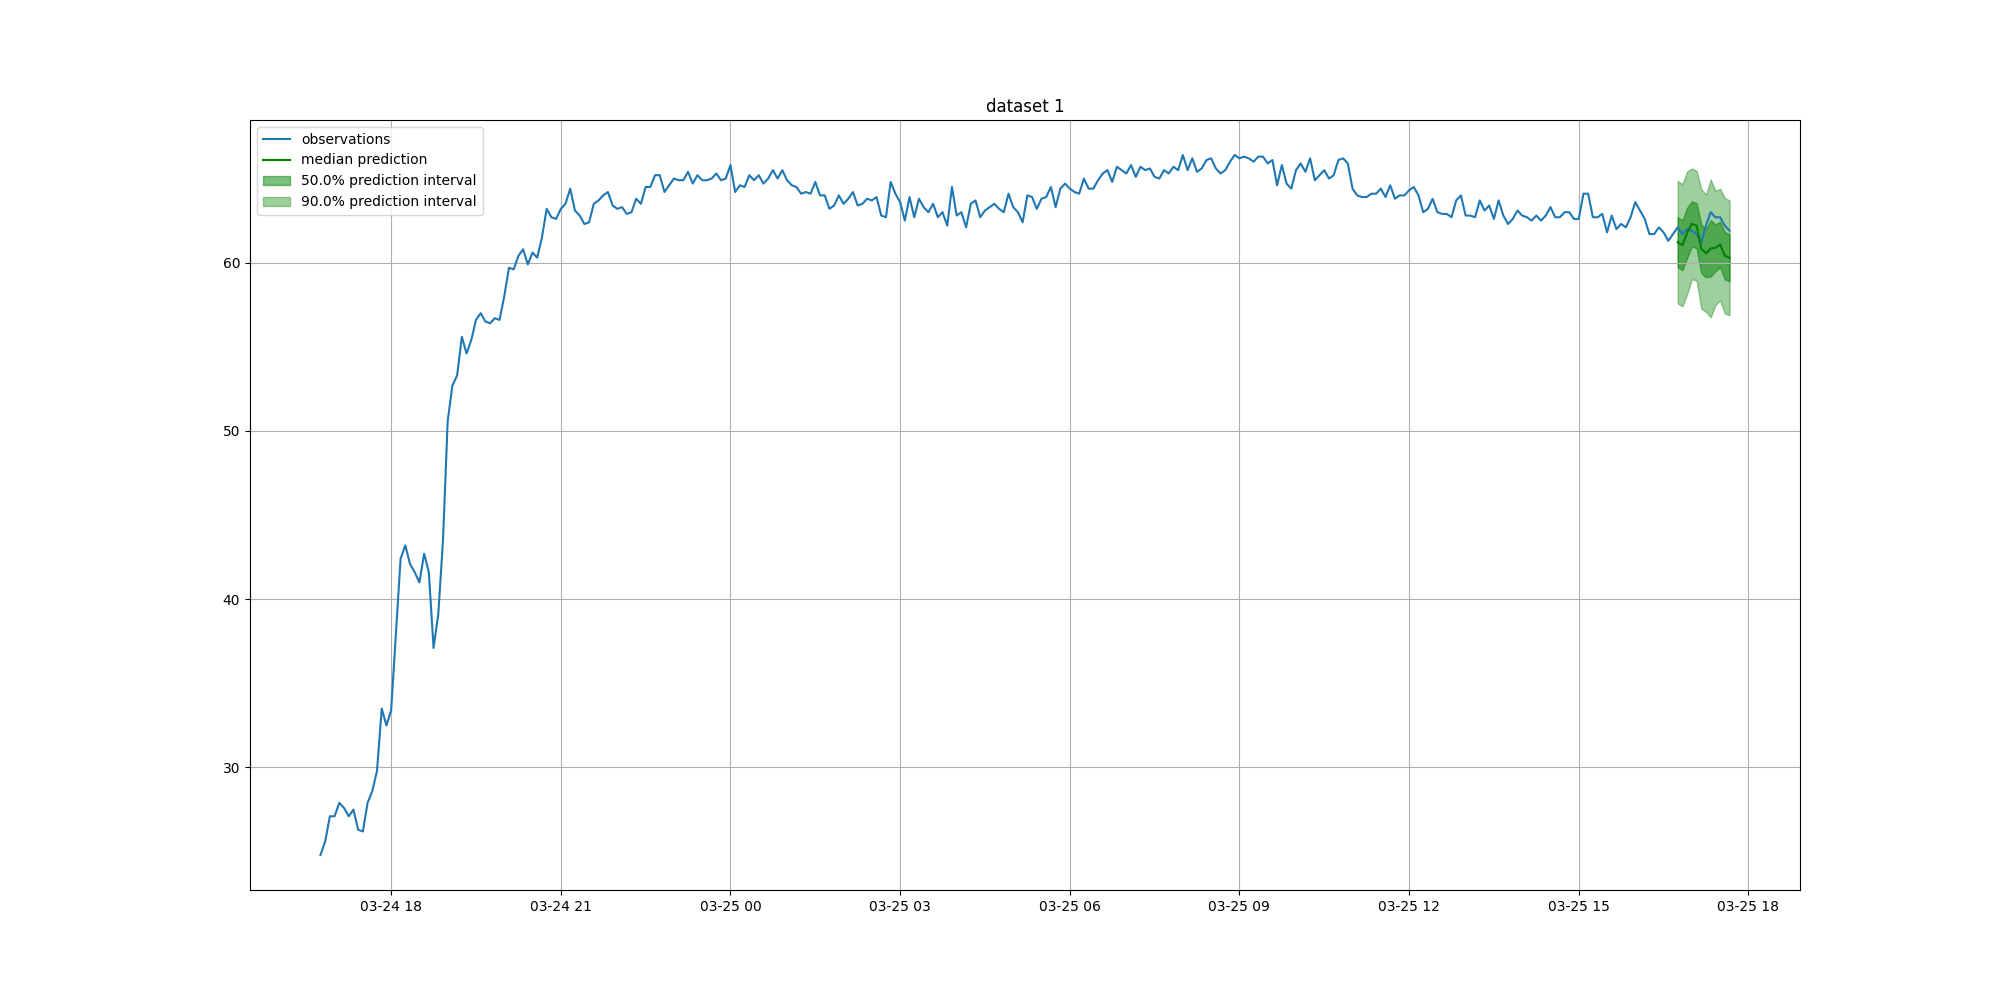 dataset 1
observations
median prediction
50.0% prediction interval
90.0% prediction interval
60
50
40
30
03-24 18
03-24 21
03-25 00
03-25 03
03-25 06
03-25 09
03-25 12
03-25 15
03-25 18